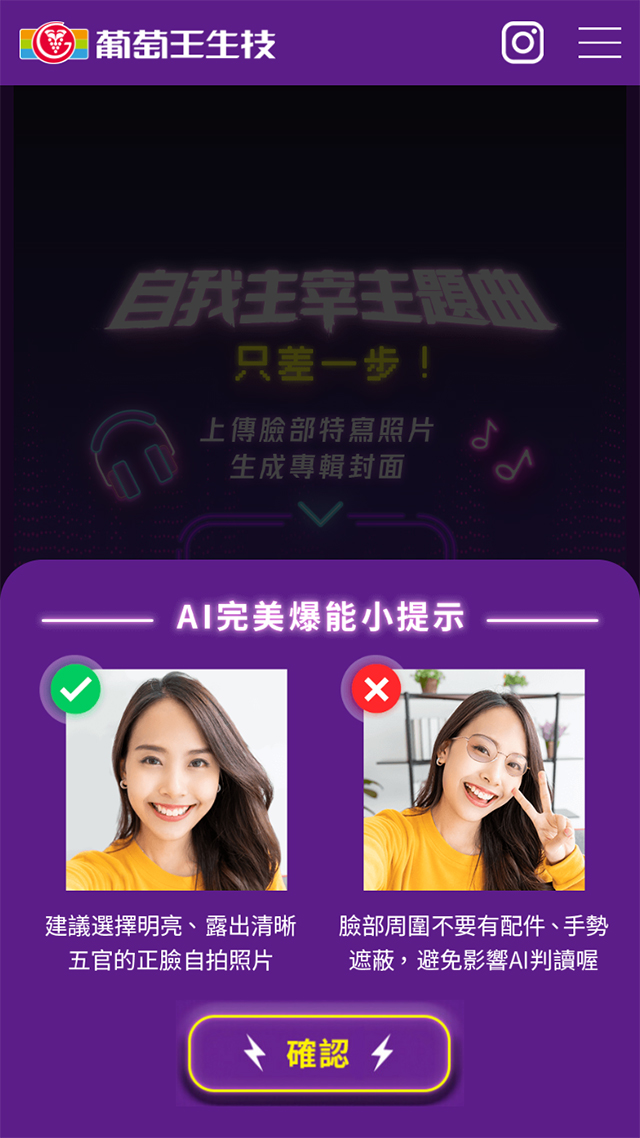 葡萄王生技
自我主宰主題曲
只差一步！
上傳臉部特寫照片
生成專輯封面
AI完美爆能小提示
建議選擇明亮、露出清晰
五官的正臉自拍照片
臉部周圍不要有配件、手勢
遮蔽，避免影響AI判讀喔
確認